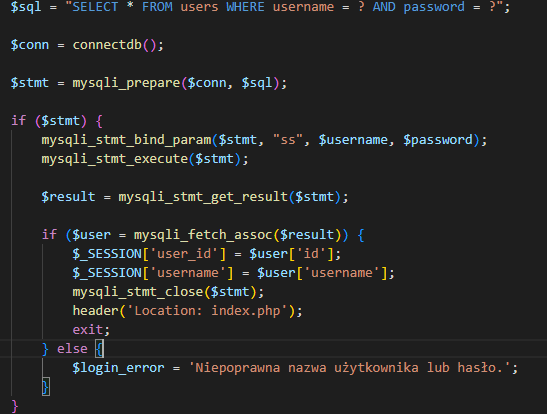 $sql = "SELECT * FROM users WHERE username = ? AND password = ?";
$conn = connectdb();
$stmt = mysqli_prepare($conn, $sql);
if ($stmt) {
mysqli_stmt_bind_param($stmt, "ss", $username, $password);
mysqli_stmt_execute($stmt);
$result = mysqli_stmt_get_result($stmt);
if ($user = mysqli_fetch_assoc($result)) {
$_SESSION['user_id'] = $user['id'];
$_SESSION['username'] = $user['username'];
mysqli_stmt_close($stmt);
header('Location: index.php');
exit;
} else {
$login_error = 'Niepoprawna nazwa użytkownika lub hasło.';
}
}